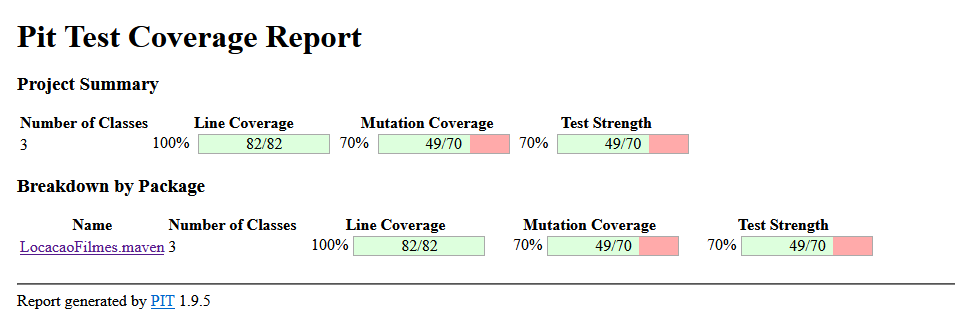 Pit Test Coverage Report
Project Summary
Number of Classes Line Coverage Mutation Coverage Test Strength
3 100% 82/82 70% 49/70 70% 49/70
Breakdown by Package
Name Number of Classes Line Coverage Mutation Coverage Test Strength
LocacaoFilmes.maven 3 100% 82/82 70% 49/70 70% 49/70
Report generated by PIT 1.9.5